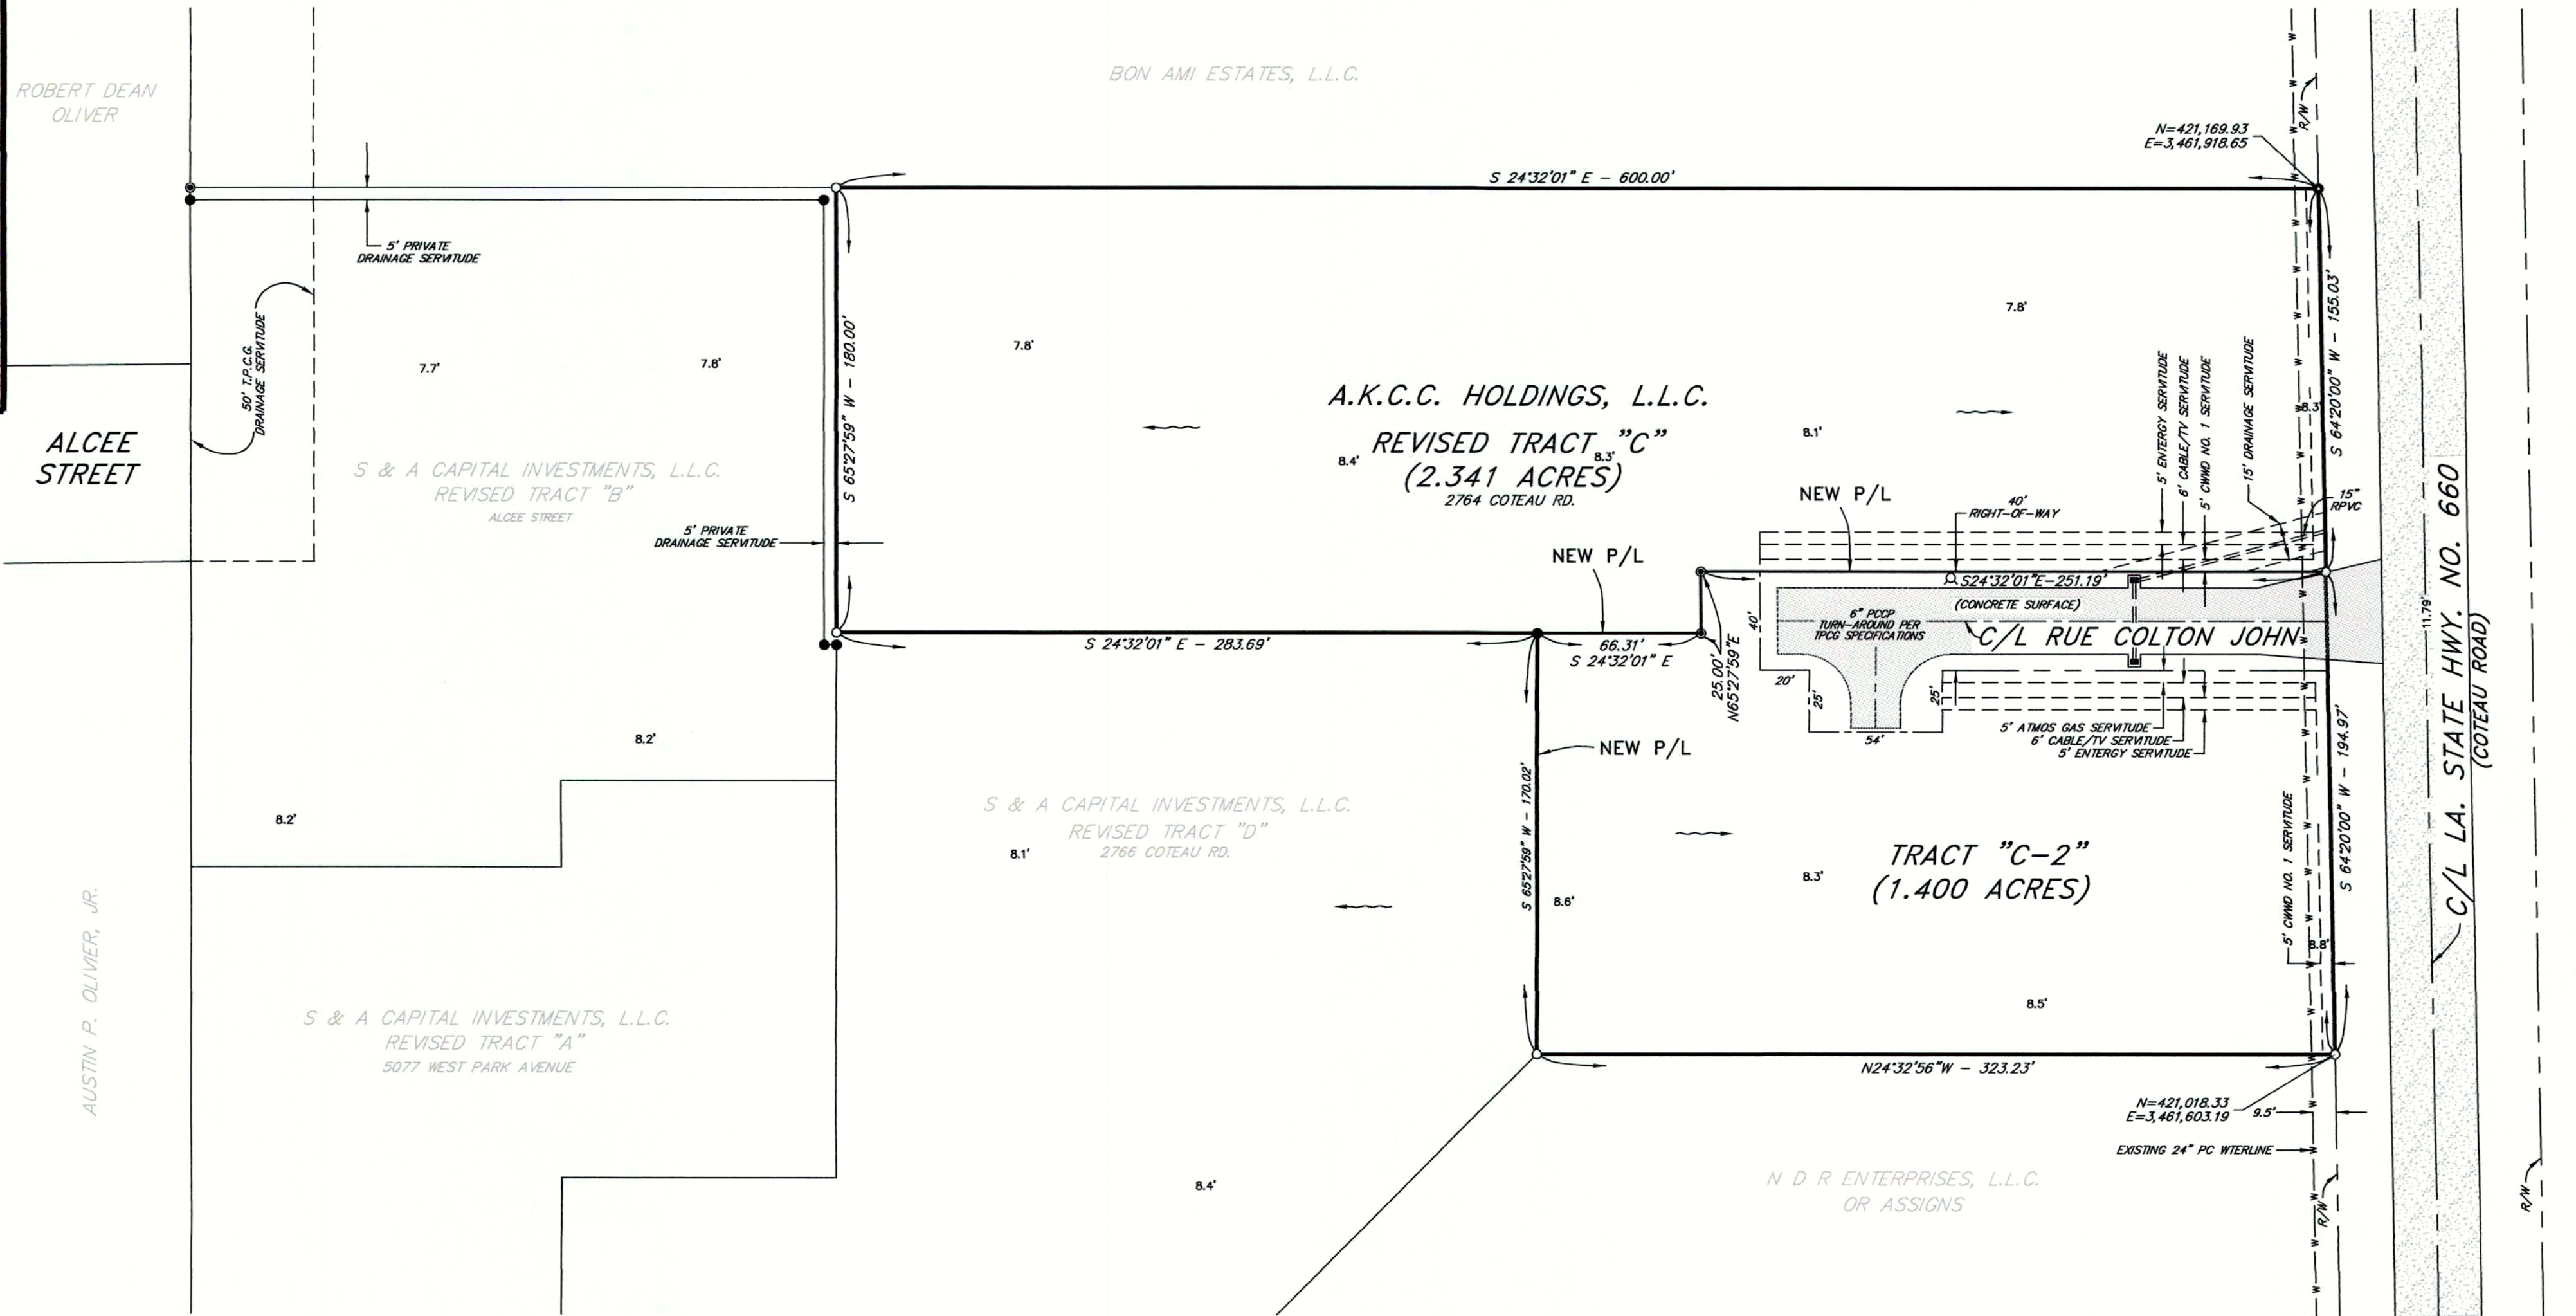 ROBERT DEAN
OLIVER
BON AMI ESTATES, L.L.C.
R/W
N=421,169.93
E=3,461,918.65
S 24°32'01" E - 600.00'
5' PRIVATE
DRAINAGE SERVITUDE
50' T.P.C.G.
DRAINAGE SERVITUDE
7.7'
7.8'
S 65°27'59" W - 180.00'
7.8'
7.8'
S 64°20'00" W - 155.03'
ALCEE
STREET
S & A CAPITAL INVESTMENTS, L.L.C.
REVISED TRACT "B"
ALCEE STREET
5' PRIVATE
DRAINAGE SERVITUDE
A.K.C.C. HOLDINGS, L.L.C.
REVISED TRACT "C"
8.4'
8.3'
(2.341 ACRES)
2764 COTEAU RD.
8.1'
8.3'
NEW P/L
40'
RIGHT-OF-WAY
5' ENTERGY SERVITUDE
6' CABLE/TV SERVITUDE
5' CWWD NO. 1 SERVITUDE
15' DRAINAGE SERVITUDE
15"
RPVC
NEW P/L
S24°32'01"E-251.19'
(CONCRETE SURFACE)
6" PCCP
TURN-AROUND PER
TPCG SPECIFICATIONS
C/L RUE COLTON JOHN
40'
S 24°32'01" E - 283.69'
66.31'
S 24°32'01" E
25.00'
N65°27'59"E
20'
25'
25'
54'
5' ATMOS GAS SERVITUDE
6' CABLE/TV SERVITUDE
5' ENTERGY SERVITUDE
11.79'
C/L LA. STATE HWY. NO. 660
(COTEAU ROAD)
8.2'
8.2'
NEW P/L
S 65°27'59" W - 170.02'
S 64°20'00" W - 194.97'
S & A CAPITAL INVESTMENTS, L.L.C.
REVISED TRACT "D"
2766 COTEAU RD.
8.1'
TRACT "C-2"
(1.400 ACRES)
8.3'
8.6'
5' CWWD NO. 1 SERVITUDE
8.8'
8.5'
AUSTIN P. OLIVIER, JR.
S & A CAPITAL INVESTMENTS, L.L.C.
REVISED TRACT "A"
5077 WEST PARK AVENUE
N24°32'56"W - 323.23'
N=421,018.33
E=3,461,603.19
9.5'
EXISTING 24" PC WTERLINE
8.4'
N D R ENTERPRISES, L.L.C.
OR ASSIGNS
R/W
R/W